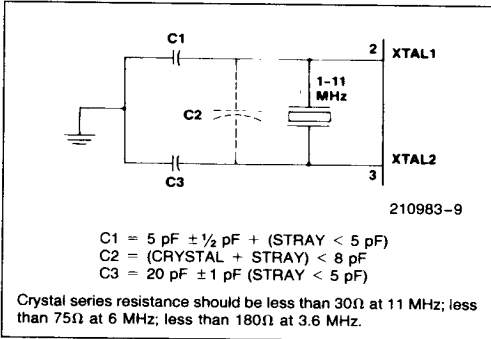 C1
2 XTAL1
1–11
MHz
C2
XTAL2
3
C3
210983–9
C1 = 5 pF ± ½ pF + (STRAY < 5 pF)
C2 = (CRYSTAL + STRAY) < 8 pF
C3 = 20 pF ± 1 pF (STRAY < 5 pF)
Crystal series resistance should be less than 30Ω at 11 MHz; less
than 75Ω at 6 MHz; less than 180Ω at 3.6 MHz.